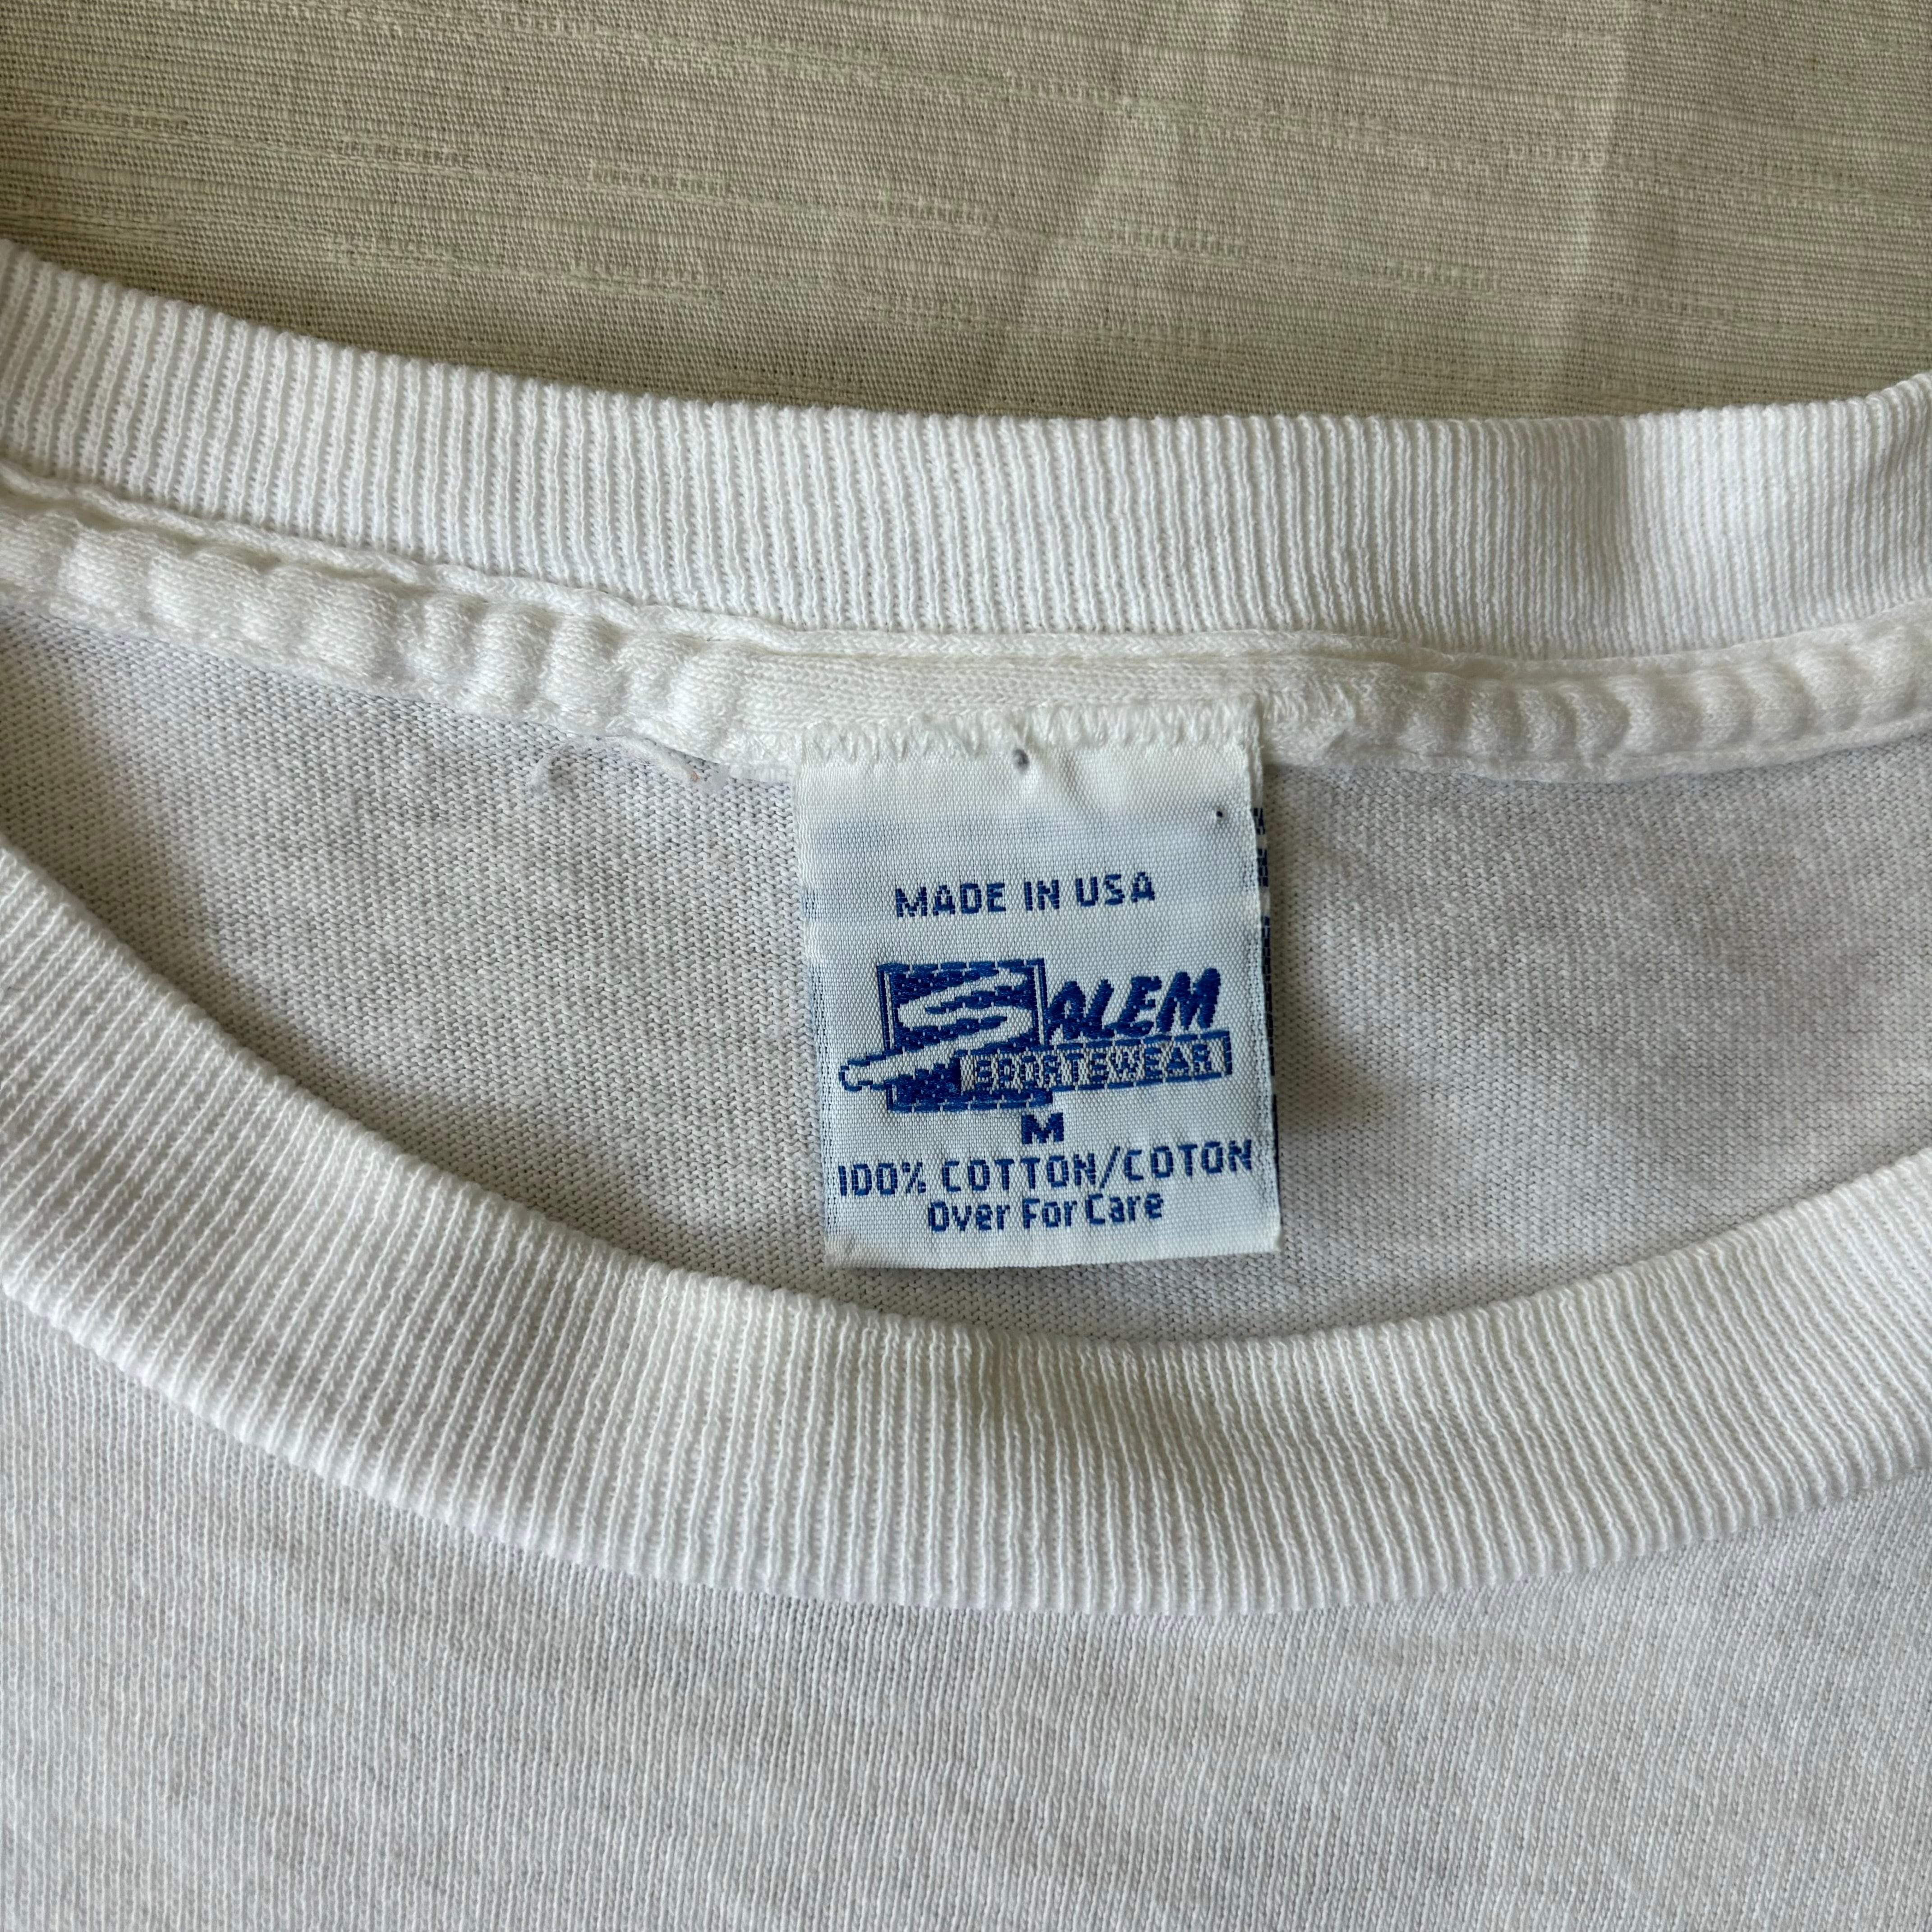 MADE IN USA
SALEM
SPORTSWEAR
M
100% COTTON/COTON
Over For Care